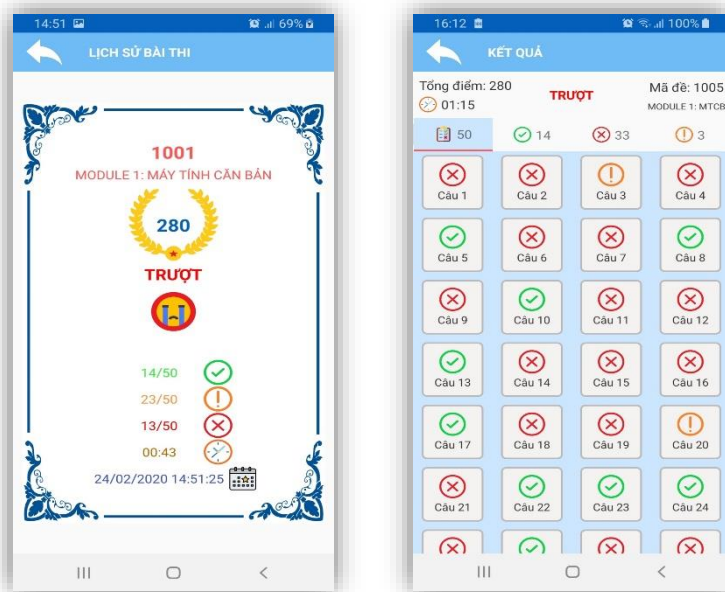 14:51 69%
LỊCH SỬ BÀI THI
1001
MODULE 1: MÁY TÍNH CĂN BẢN
280
TRƯỢT
14/50
23/50
13/50
00:43
24/02/2020 14:51:25
16:12 100%
KẾT QUẢ
Tổng điểm: 280
TRƯỢT
Mã đề: 1005
01:15
MODULE 1: MTCB
50 14 33 3
Câu 1 Câu 2 Câu 3 Câu 4
Câu 5 Câu 6 Câu 7 Câu 8
Câu 9 Câu 10 Câu 11 Câu 12
Câu 13 Câu 14 Câu 15 Câu 16
Câu 17 Câu 18 Câu 19 Câu 20
Câu 21 Câu 22 Câu 23 Câu 24